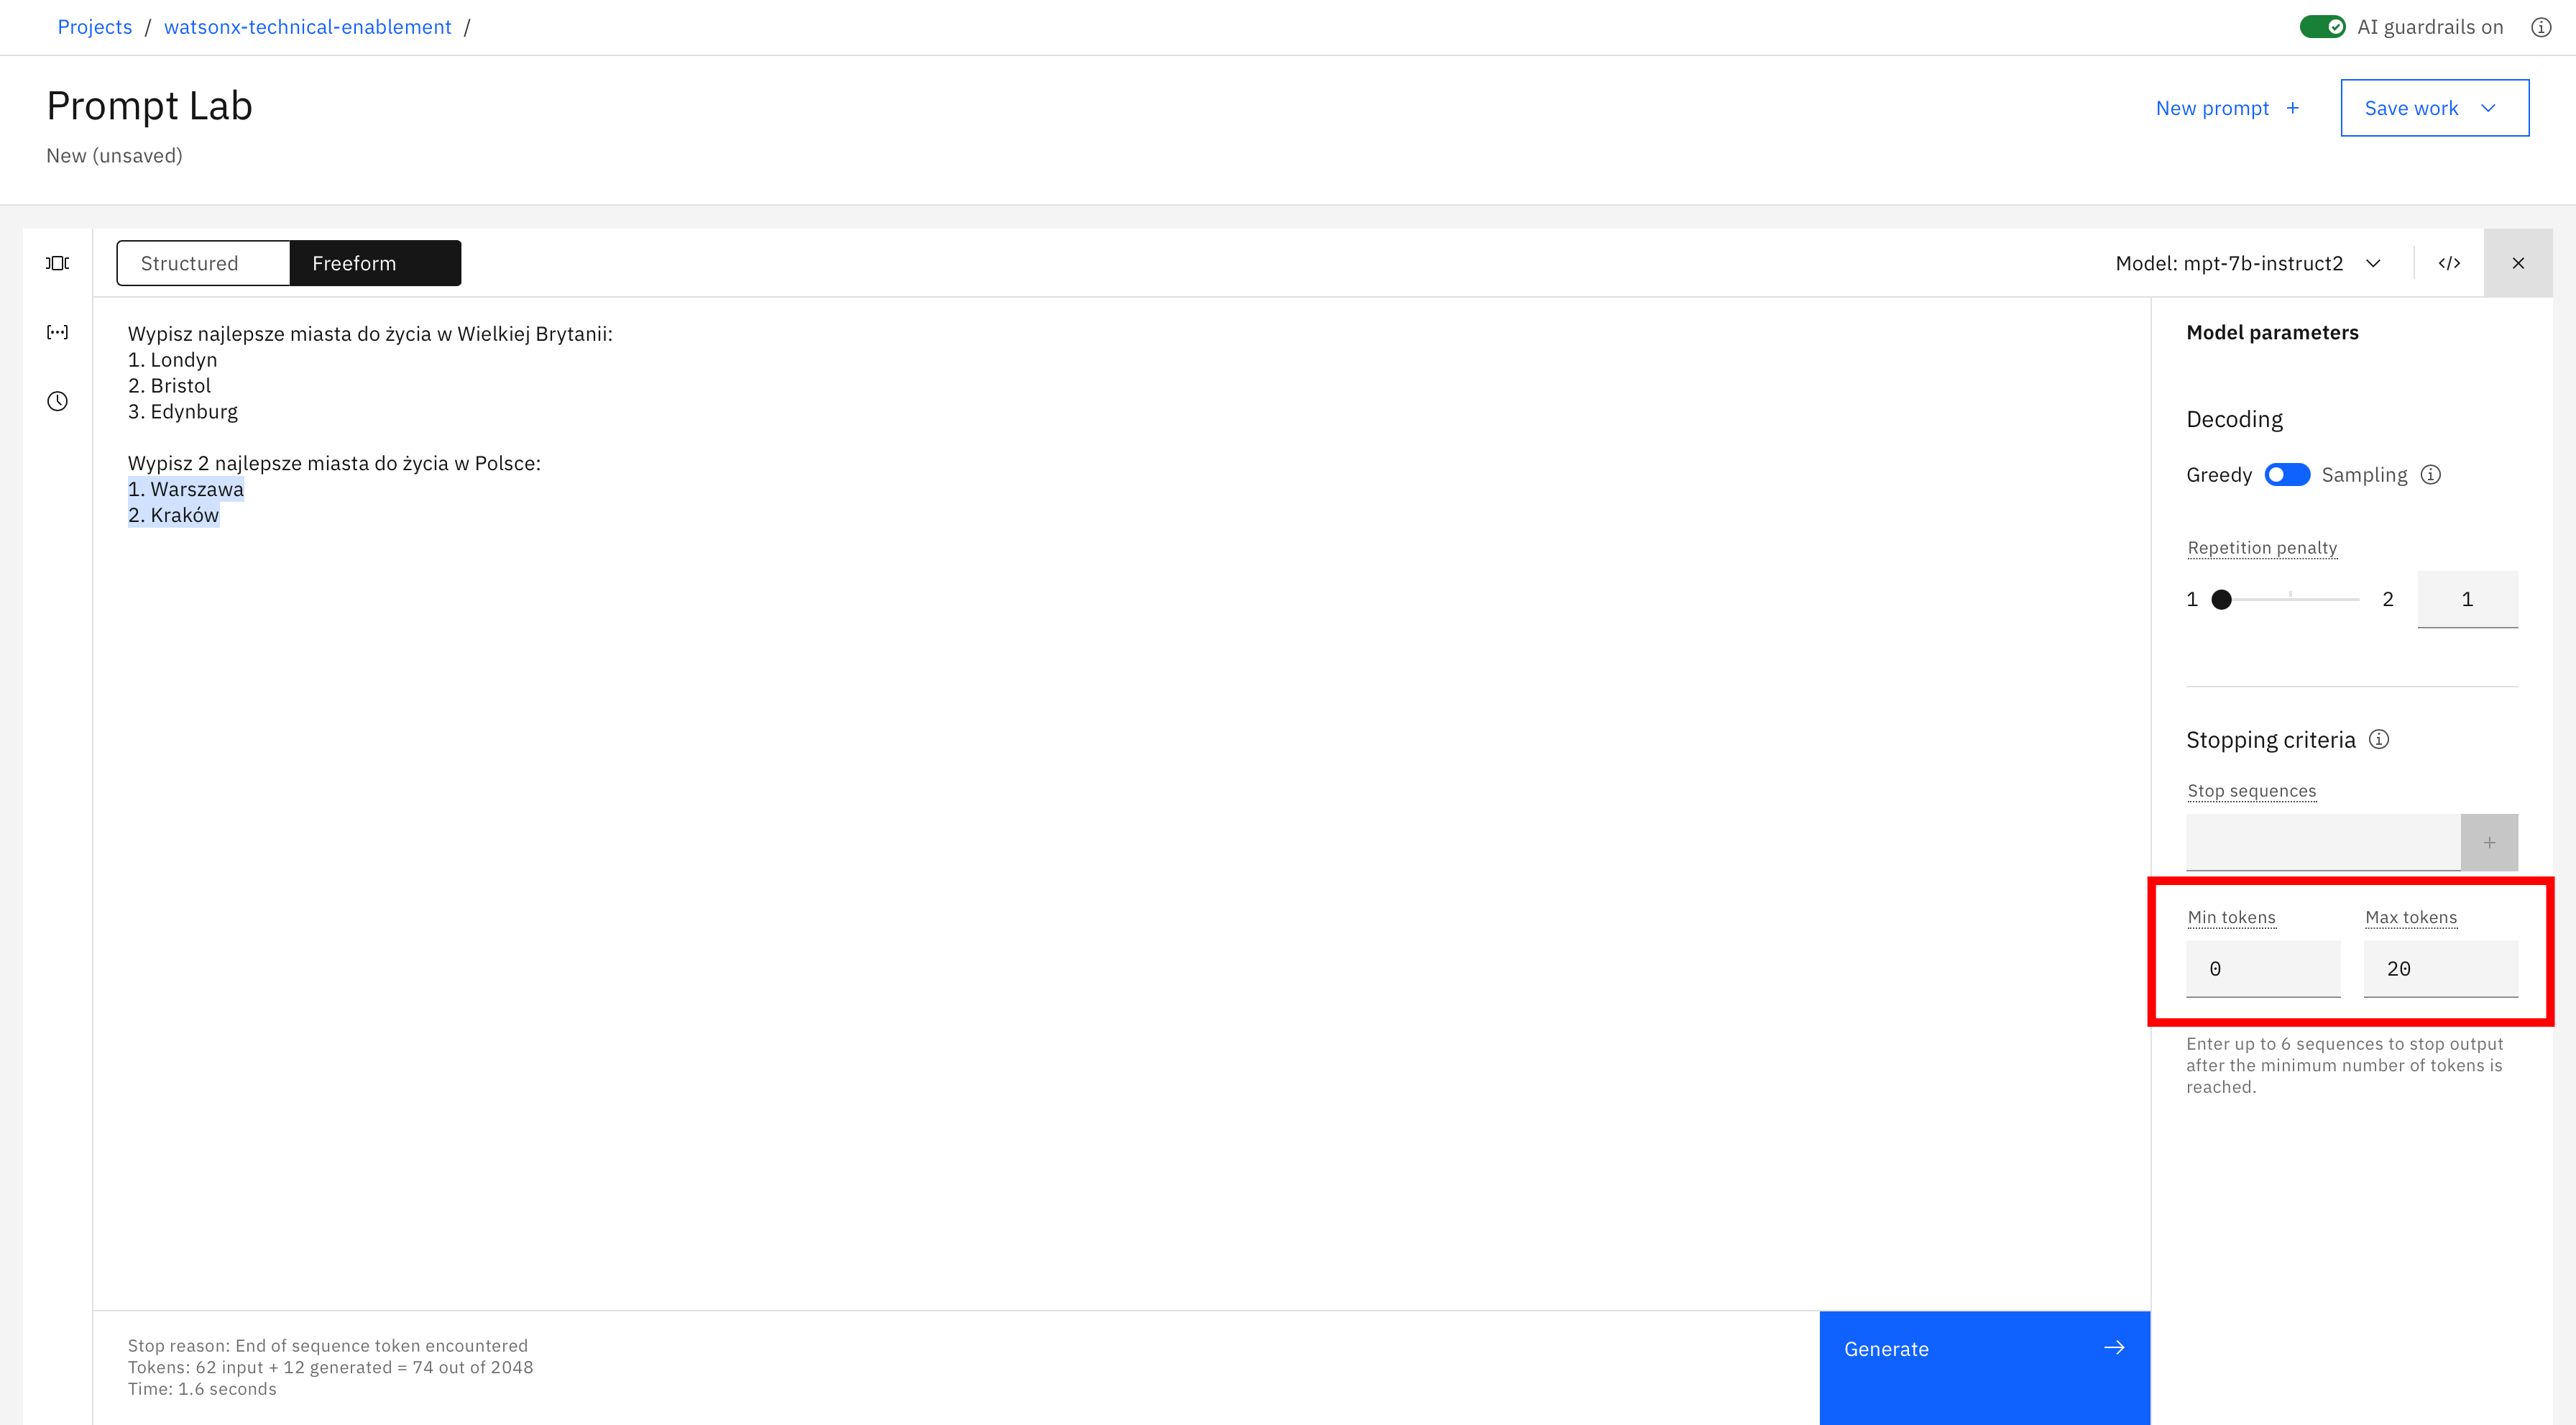 Projects / watsonx-technical-enablement /
AI guardrails on
Prompt Lab
New prompt +
Save work
New (unsaved)
Structured
Freeform
Model: mpt-7b-instruct2
</>
Wypisz najlepsze miasta do życia w Wielkiej Brytanii:
1. Londyn
2. Bristol
3. Edynburg
Wypisz 2 najlepsze miasta do życia w Polsce:
1. Warszawa
2. Kraków
Model parameters
Decoding
Greedy
Sampling
Repetition penalty
1
2
1
Stopping criteria
Stop sequences
+
Min tokens
Max tokens
0
20
Enter up to 6 sequences to stop output
after the minimum number of tokens is
reached.
Stop reason: End of sequence token encountered
Tokens: 62 input + 12 generated = 74 out of 2048
Time: 1.6 seconds
Generate